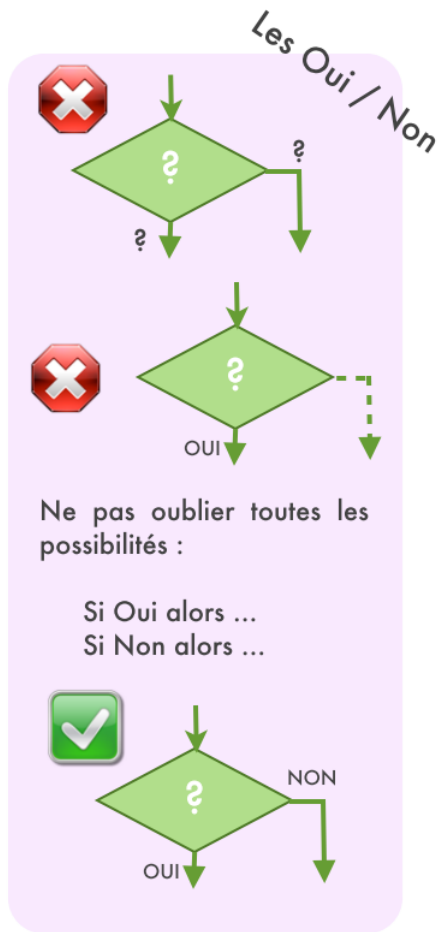 Les Oui / Non
?
?
?
?
OUI
Ne pas oublier toutes les
possibilités :
Si Oui alors ...
Si Non alors ...
?
NON
OUI